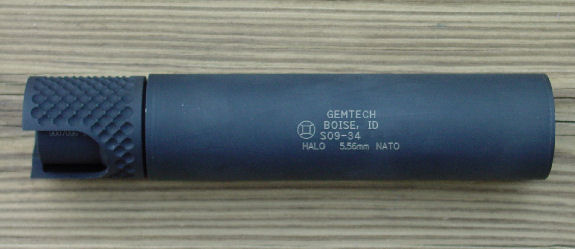 GEMTECH
BOISE, ID
S09-34
HALO 5.56mm NATO